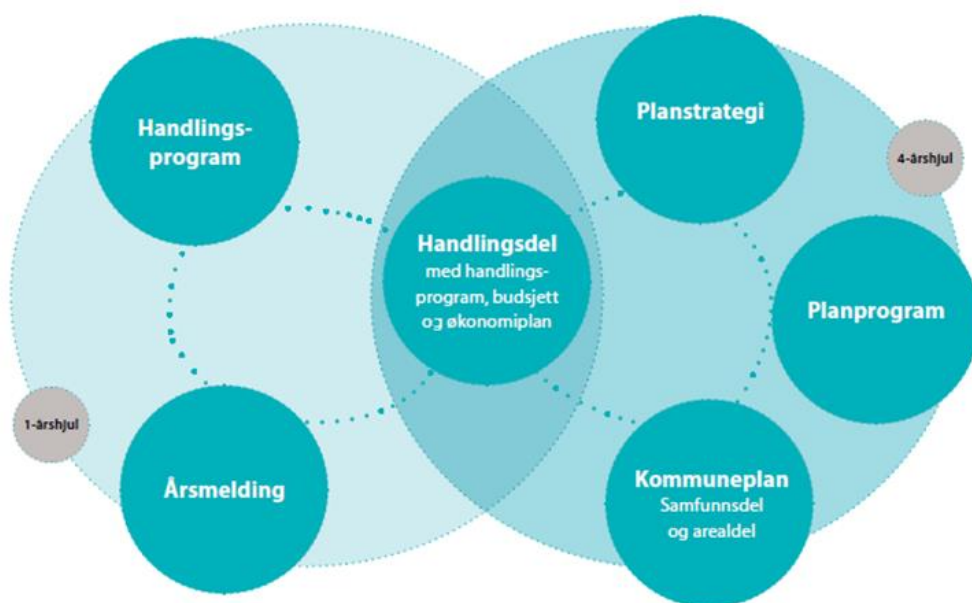 Handlings-
program
Planstrategi
4-årshjul
Handlingsdel
med handlings-
program, budsjett
og økonomiplan
Planprogram
1-årshjul
Årsmelding
Kommuneplan
Samfunnsdel
og arealdel